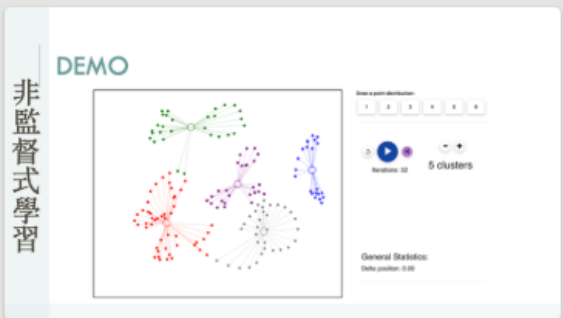 非監督式學習
DEMO
Draw a point distribution:
1 2 3 4 5 6
Iterations: 32
5 clusters
General Statistics:
Delta position: 0.00